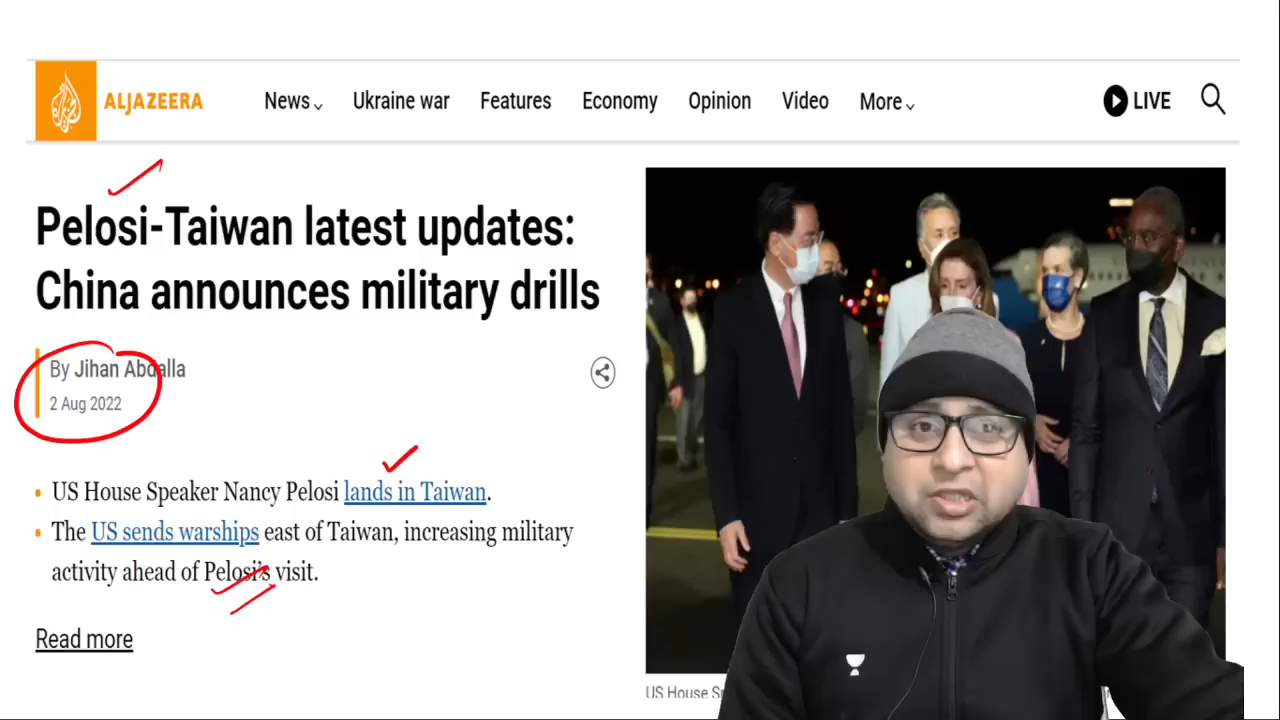 ALJAZEERA
News
Ukraine war
Features
Economy
Opinion
Video
More
LIVE
Pelosi-Taiwan latest updates:
China announces military drills
By Jihan Abdalla
2 Aug 2022
US House Speaker Nancy Pelosi lands in Taiwan.
The US sends warships east of Taiwan, increasing military
activity ahead of Pelosi's visit.
Read more
US House